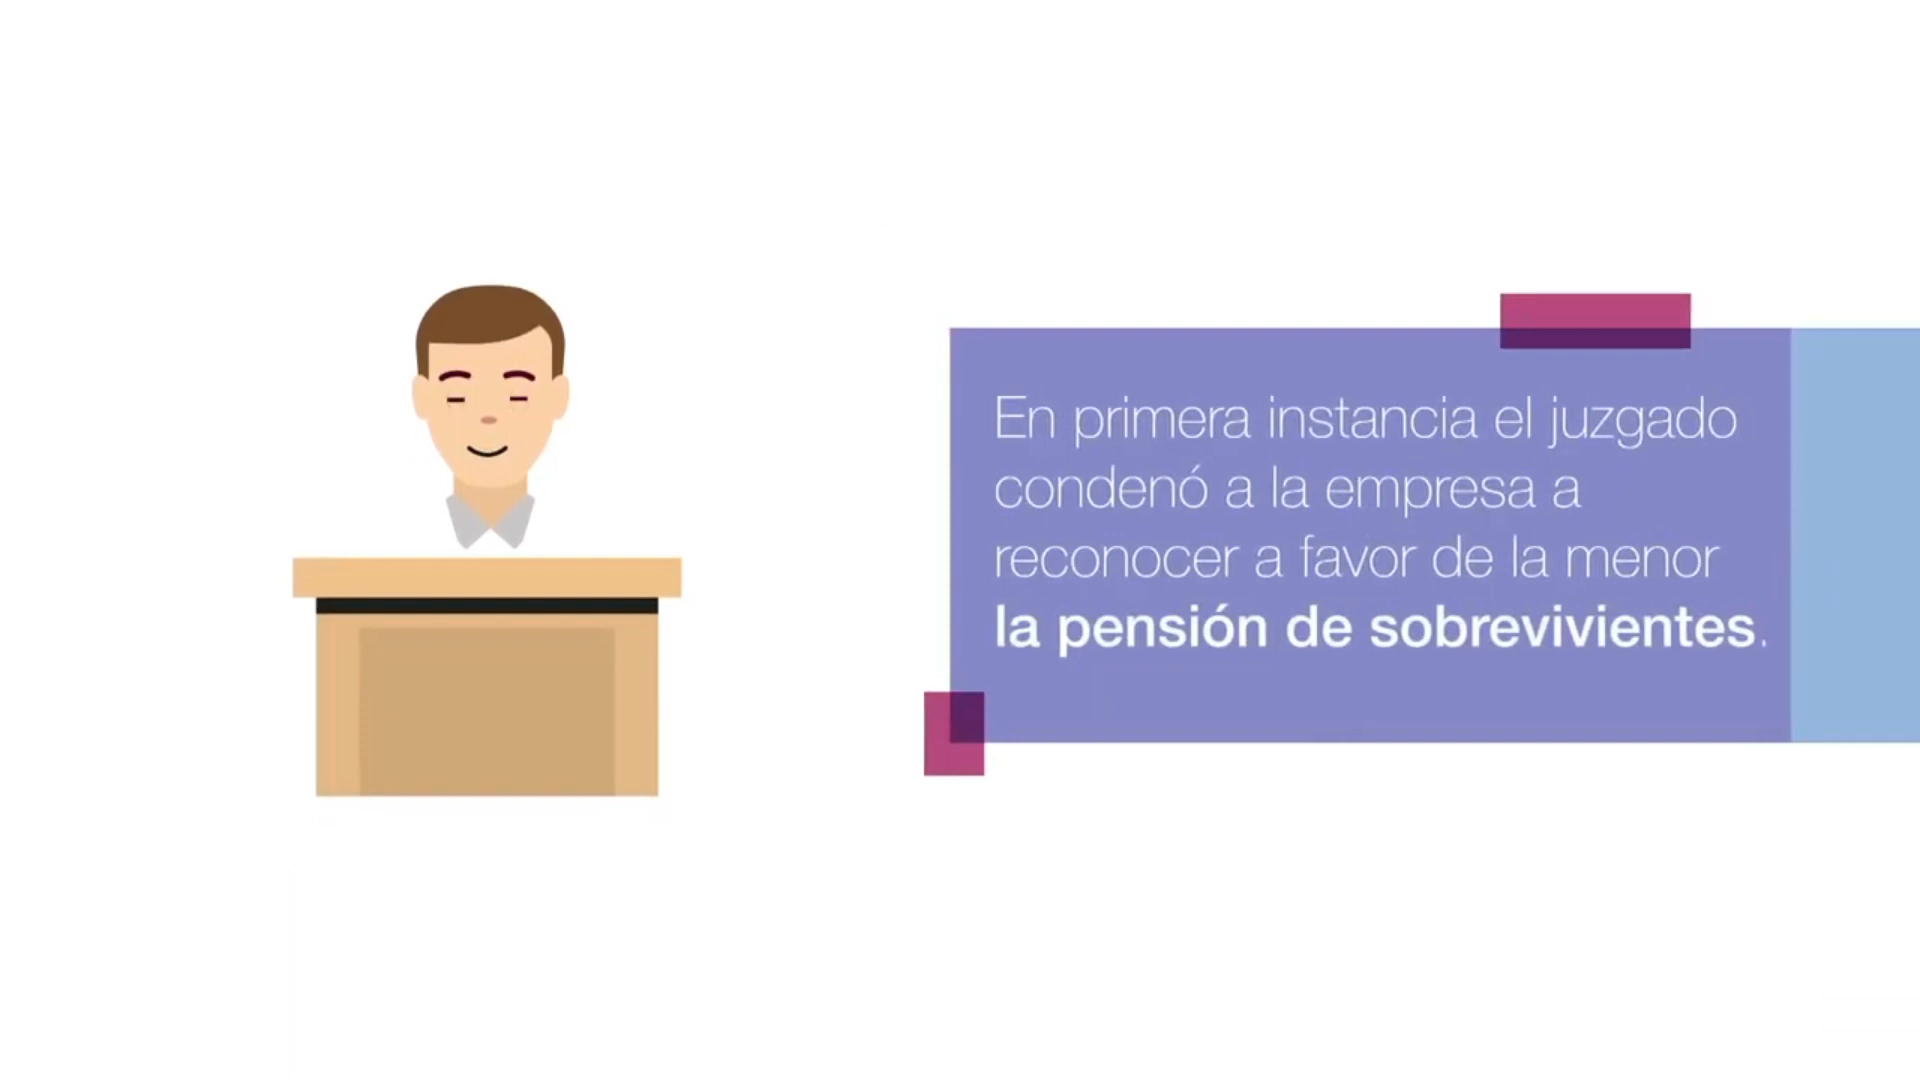 En primera instancia el juzgado
condenó a la empresa a
reconocer a favor de la menor
la pensión de sobrevivientes.